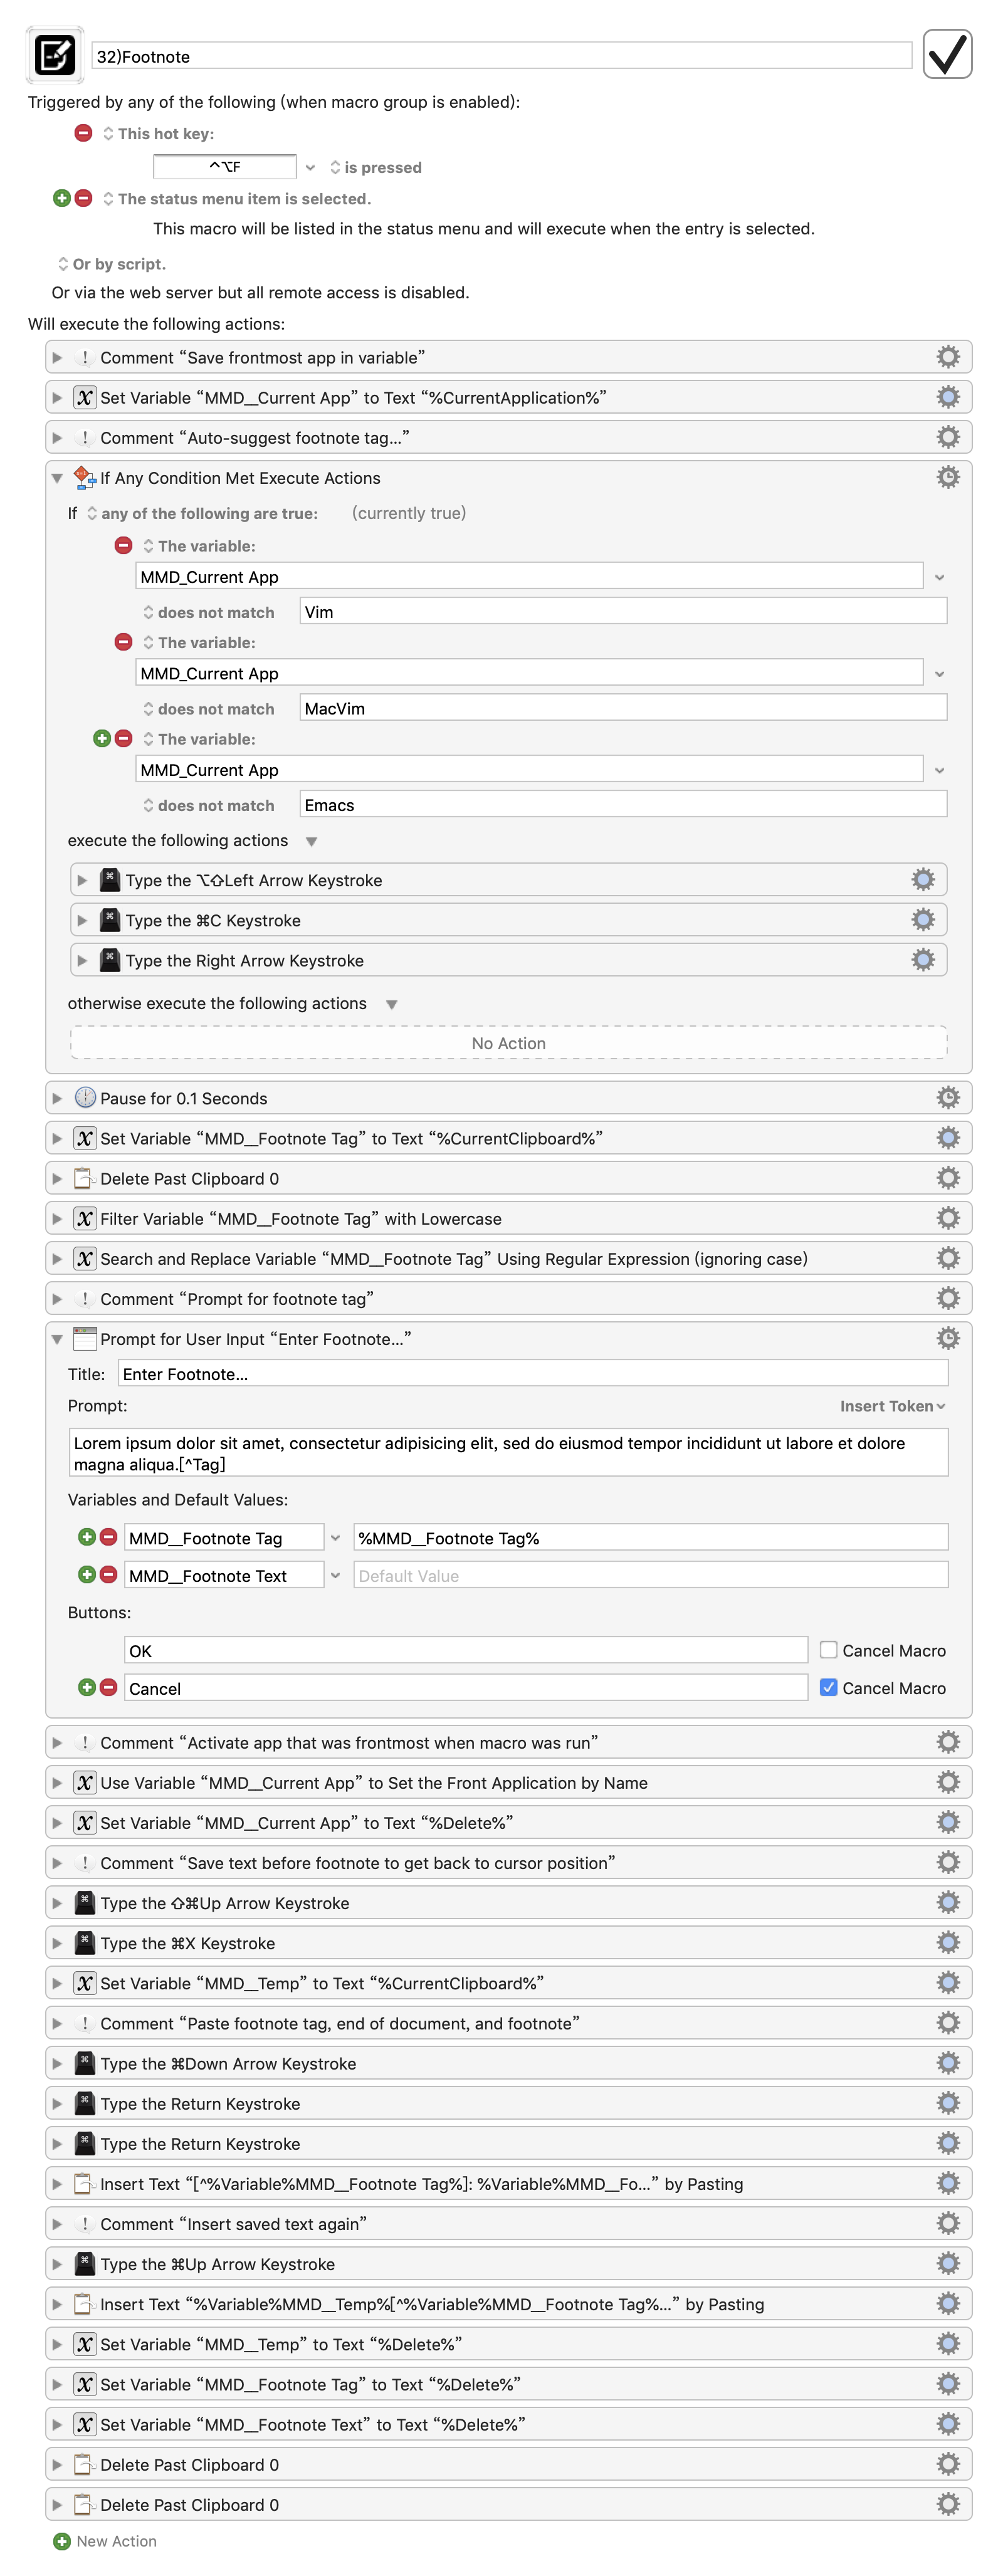 32)Footnote
Triggered by any of the following (when macro group is enabled):
This hot key:
^⌥F
is pressed
The status menu item is selected.
This macro will be listed in the status menu and will execute when the entry is selected.
Or by script.
Or via the web server but all remote access is disabled.
Will execute the following actions:
Comment “Save frontmost app in variable”
Set Variable “MMD__Current App” to Text “%CurrentApplication%”
Comment “Auto-suggest footnote tag…”
If Any Condition Met Execute Actions
If any of the following are true: (currently true)
The variable:
MMD_Current App
does not match Vim
The variable:
MMD_Current App
does not match MacVim
The variable:
MMD_Current App
does not match Emacs
execute the following actions
Type the ⌥⇧Left Arrow Keystroke
Type the ⌘C Keystroke
Type the Right Arrow Keystroke
otherwise execute the following actions
No Action
Pause for 0.1 Seconds
Set Variable “MMD__Footnote Tag” to Text “%CurrentClipboard%”
Delete Past Clipboard 0
Filter Variable “MMD__Footnote Tag” with Lowercase
Search and Replace Variable “MMD__Footnote Tag” Using Regular Expression (ignoring case)
Comment “Prompt for footnote tag”
Prompt for User Input “Enter Footnote…”
Title: Enter Footnote…
Prompt: Insert Token
Lorem ipsum dolor sit amet, consectetur adipisicing elit, sed do eiusmod tempor incididunt ut labore et dolore
magna aliqua.[^Tag]
Variables and Default Values:
MMD__Footnote Tag %MMD__Footnote Tag%
MMD__Footnote Text Default Value
Buttons:
OK Cancel Macro
Cancel Cancel Macro
Comment “Activate app that was frontmost when macro was run”
Use Variable “MMD__Current App” to Set the Front Application by Name
Set Variable “MMD__Current App” to Text “%Delete%”
Comment “Save text before footnote to get back to cursor position”
Type the ⇧⌘Up Arrow Keystroke
Type the ⌘X Keystroke
Set Variable “MMD__Temp” to Text “%CurrentClipboard%”
Comment “Paste footnote tag, end of document, and footnote”
Type the ⌘Down Arrow Keystroke
Type the Return Keystroke
Type the Return Keystroke
Insert Text “[^%Variable%MMD__Footnote Tag%]: %Variable%MMD__Fo…” by Pasting
Comment “Insert saved text again”
Type the ⌘Up Arrow Keystroke
Insert Text “%Variable%MMD__Temp%[^%Variable%MMD__Footnote Tag%…” by Pasting
Set Variable “MMD__Temp” to Text “%Delete%”
Set Variable “MMD__Footnote Tag” to Text “%Delete%”
Set Variable “MMD__Footnote Text” to Text “%Delete%”
Delete Past Clipboard 0
Delete Past Clipboard 0
New Action